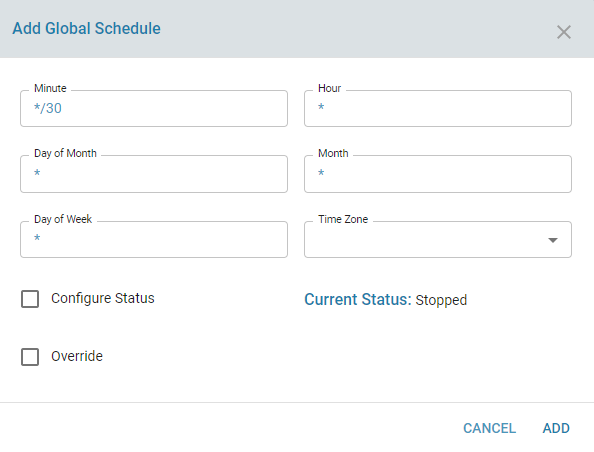 Add Global Schedule
Minute
*/30
Hour
*
Day of Month
*
Month
*
Day of Week
*
Time Zone
Configure Status
Current Status: Stopped
Override
CANCEL
ADD